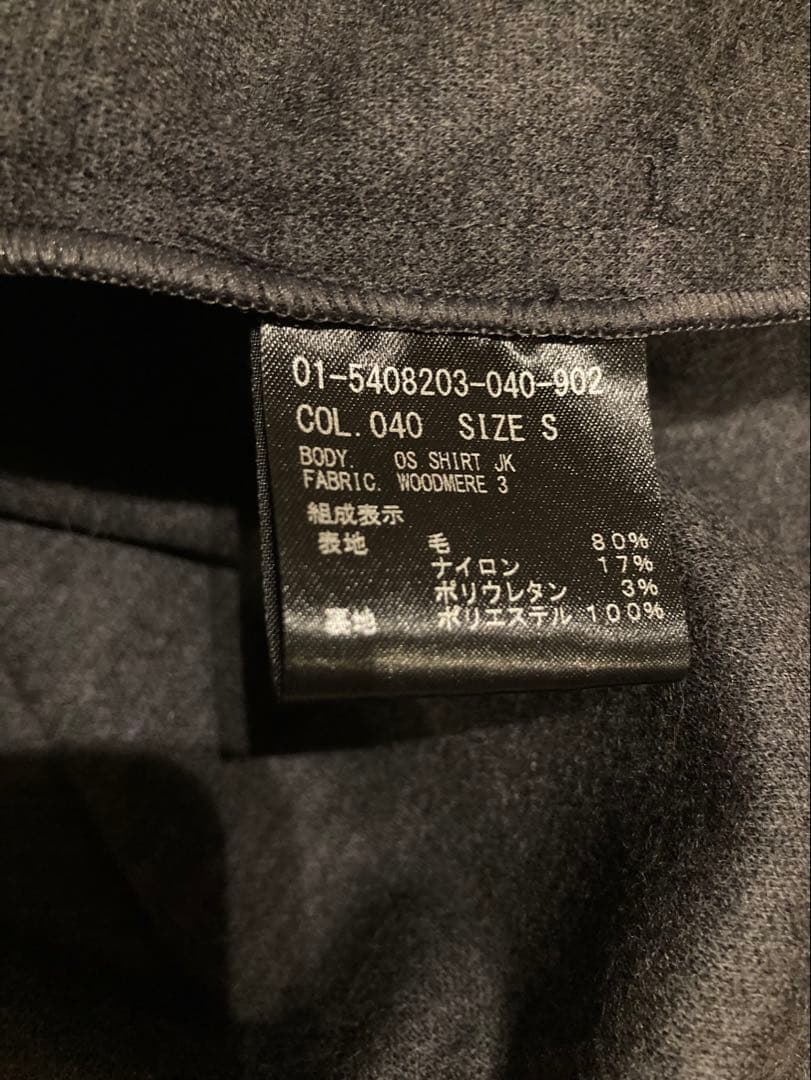 01-5408203-040-902
COL. 040 SIZE S
BODY. OS SHIRT JK
FABRIC. WOODMERE 3
組成表示
表地 毛 80%
ナイロン 17%
ポリウレタン 3%
裏地 ポリエステル 100%